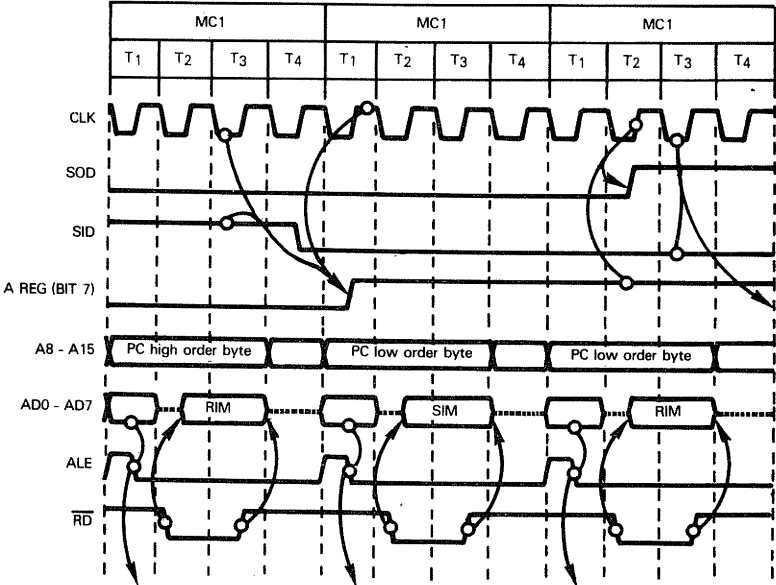 MC1 MC1 MC1
T1 T2 T3 T4 T1 T2 T3 T4 T1 T2 T3 T4
CLK
SOD
SID
A REG (BIT 7)
A8 - A15 PC high order byte PC low order byte PC low order byte
AD0 - AD7 RIM SIM RIM
ALE
RD